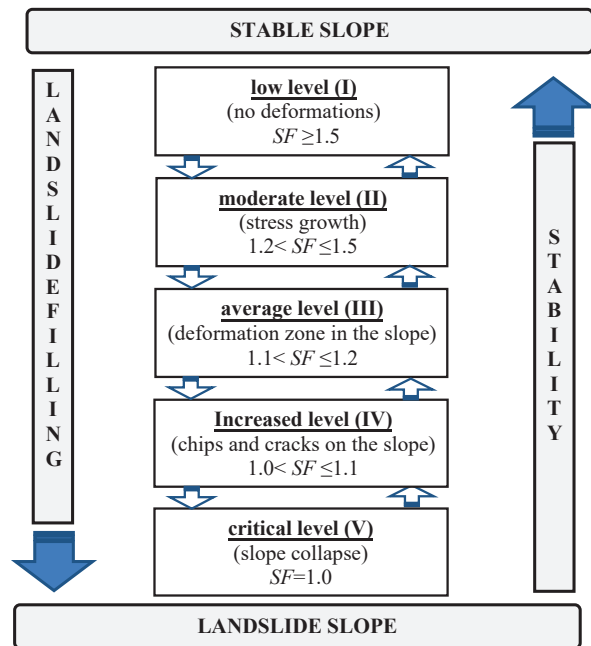 STABLE SLOPE
LANDSLIDEFILLING
low level (I)
(no deformations)
SF ≥1.5
moderate level (II)
(stress growth)
1.2< SF ≤1.5
average level (III)
(deformation zone in the slope)
1.1< SF ≤1.2
Increased level (IV)
(chips and cracks on the slope)
1.0< SF ≤1.1
critical level (V)
(slope collapse)
SF=1.0
STABILITY
LANDSLIDE SLOPE